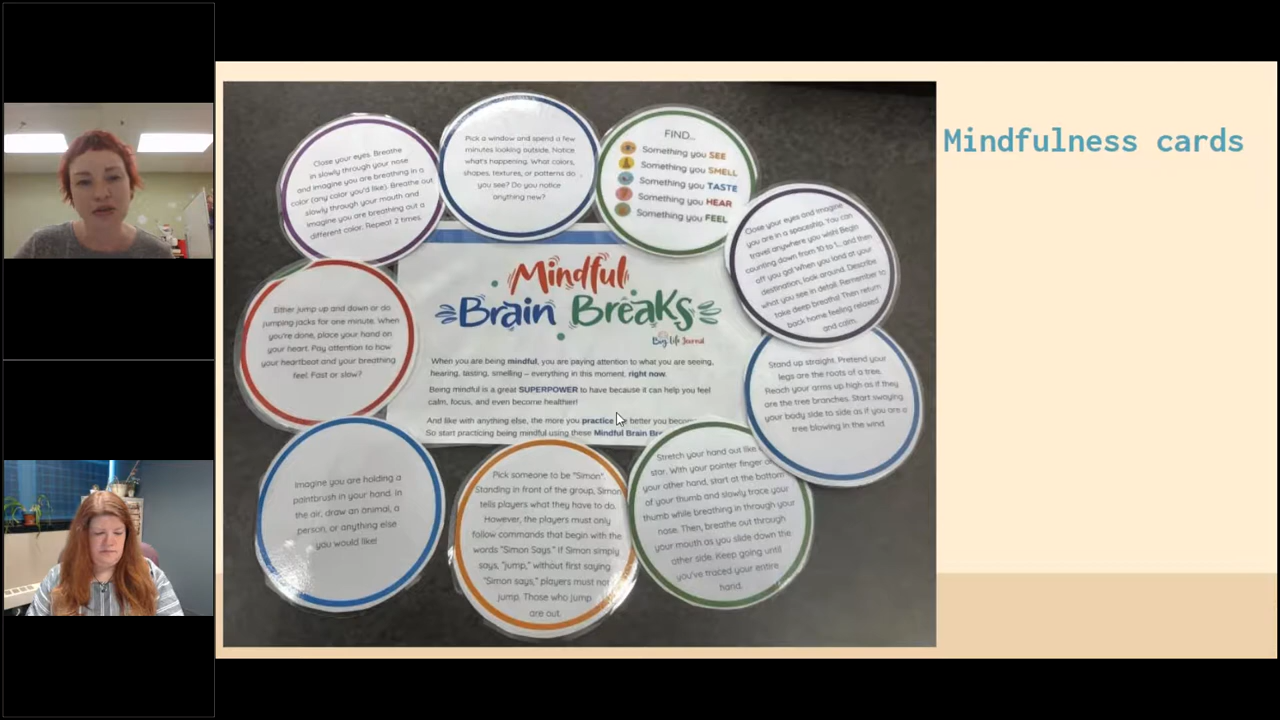 Mindfulness cards
Close your eyes. Breathe
in slowly through your nose
and imagine you are breathing in a
color (any color you'd like). Breathe out
slowly through your mouth and
imagine you are breathing out a
different color. Repeat 2 times.
Pick a window and spend a few
minutes looking outside. Notice
what's happening. What colors,
shapes, textures, or patterns do
you see? Do you notice
anything new?
FIND...
Something you SEE
Something you SMELL
Something you TASTE
Something you HEAR
Something you FEEL
Close your eyes and imagine
you are in a spaceship. You can
travel anywhere you wish! Begin
counting down from 10 to 1... and then
off you go! When you land at your
destination, look around. Describe
what you see in detail. Remember to
take deep breaths! Then return
back home feeling relaxed
and calm.
Either jump up and down or do
jumping jacks for one minute. When
you're done, place your hand on
your heart. Pay attention to how
your heartbeat and your breathing
feel. Fast or slow?
Mindful
Brain Breaks
Big Life Journal
When you are being mindful, you are paying attention to what you are seeing,
hearing, tasting, smelling – everything in this moment, right now.
Being mindful is a great SUPERPOWER to have because it can help you feel
calm, focus, and even become healthier!
And like with anything else, the more you practice better you
So start practicing being mindful using these Mindful Brain
Stand up straight. Pretend your
legs are the roots of a tree.
Reach your arms up high as if they
are the tree branches. Start swaying
your body side to side as if you are a
tree blowing in the wind
Imagine you are holding a
paintbrush in your hand. In
the air, draw an animal, a
person, or anything else
you would like!
Pick someone to be "Simon".
Standing in front of the group, Simon
tells players what they have to do.
However, the players must only
follow commands that begin with the
words "Simon Says." If Simon simply
says, "jump," without first saying
"Simon says," players must not
jump. Those who jump
are out.
Stretch your hand out like
star. With your pointer finger
your other hand, start at the bottom
of your thumb and slowly trace your
thumb while breathing in through your
nose. Then, breathe out through
your mouth as you slide down the
other side. Keep going until
you've traced your entire
hand.